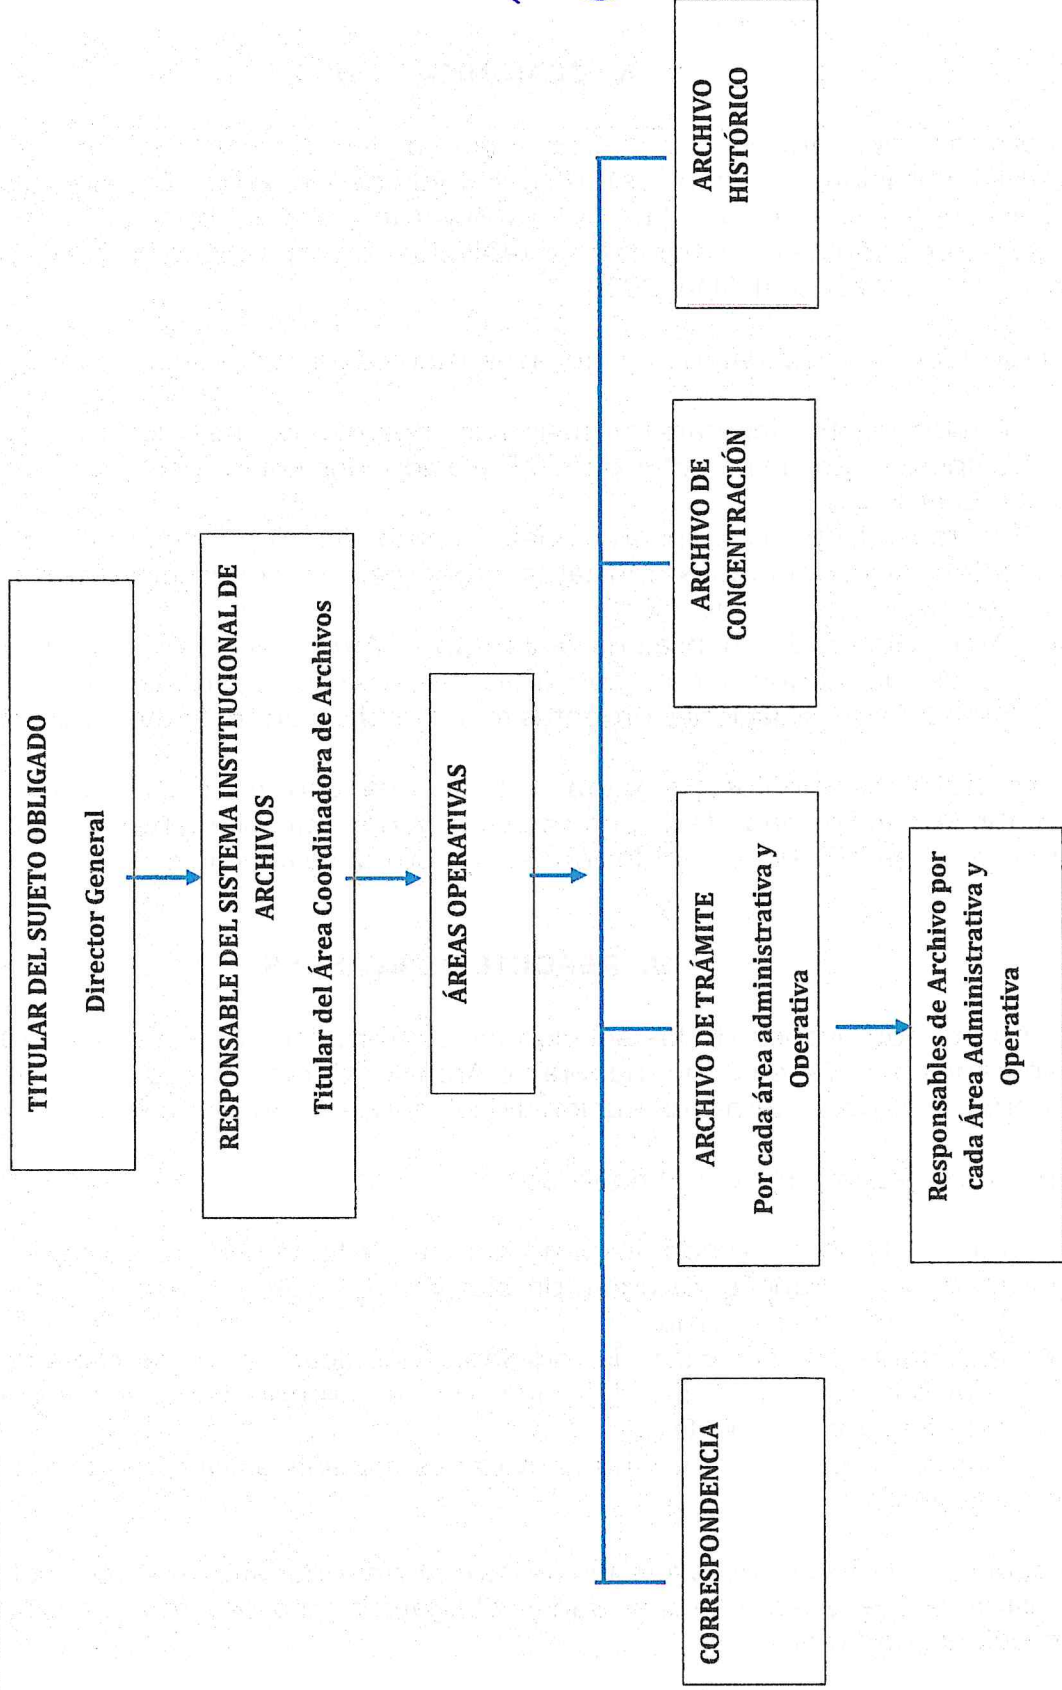 TITULAR DEL SUJETO OBLIGADO
Director General
RESPONSABLE DEL SISTEMA INSTITUCIONAL DE
ARCHIVOS
Titular del Área Coordinadora de Archivos
ÁREAS OPERATIVAS
CORRESPONDENCIA
ARCHIVO DE TRÁMITE
Por cada área administrativa y
Operativa
ARCHIVO DE
CONCENTRACIÓN
ARCHIVO
HISTÓRICO
Responsables de Archivo por
cada Área Administrativa y
Operativa